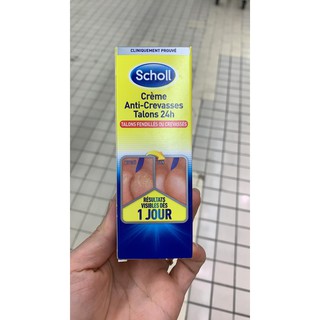 CLINIQUEMENT PROUVÉ
Scholl
Crème
Anti-Crevasses
Talons 24h
TALONS FENDILLÉS OU CREVASSÉS
RÉSULTATS
VISIBLES DÈS
1 JOUR